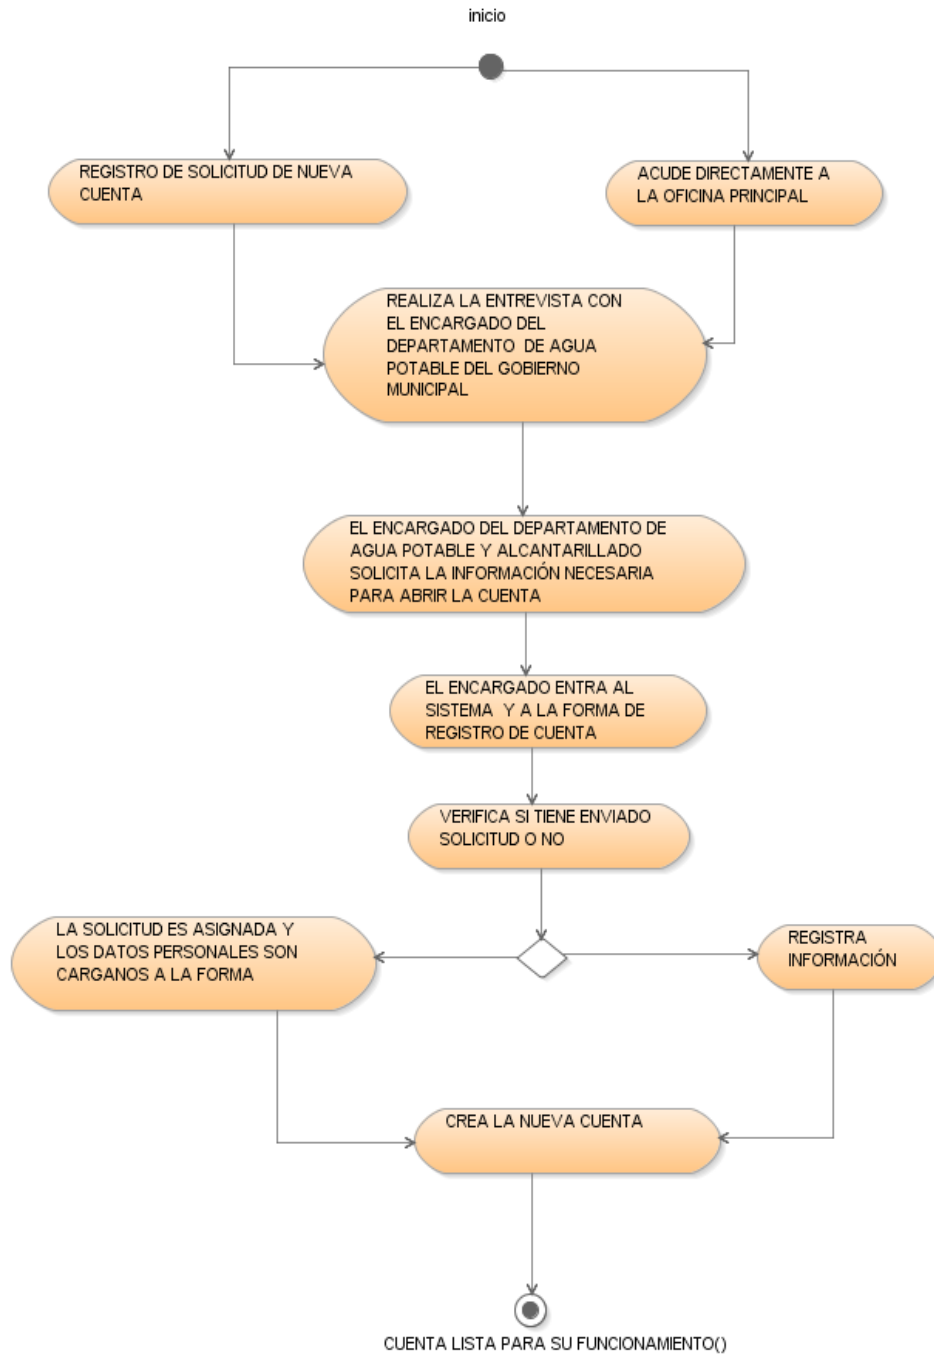 inicio
REGISTRO DE SOLICITUD DE NUEVA
CUENTA
ACUDE DIRECTAMENTE A
LA OFICINA PRINCIPAL
REALIZA LA ENTREVISTA CON
EL ENCARGADO DEL
DEPARTAMENTO DE AGUA
POTABLE DEL GOBIERNO
MUNICIPAL
EL ENCARGADO DEL DEPARTAMENTO DE
AGUA POTABLE Y ALCANTARILLADO
SOLICITA LA INFORMACIÓN NECESARIA
PARA ABRIR LA CUENTA
EL ENCARGADO ENTRA AL
SISTEMA Y A LA FORMA DE
REGISTRO DE CUENTA
VERIFICA SI TIENE ENVIADO
SOLICITUD O NO
LA SOLICITUD ES ASIGNADA Y
LOS DATOS PERSONALES SON
CARGANOS A LA FORMA
REGISTRA
INFORMACIÓN
CREA LA NUEVA CUENTA
CUENTA LISTA PARA SU FUNCIONAMIENTO()